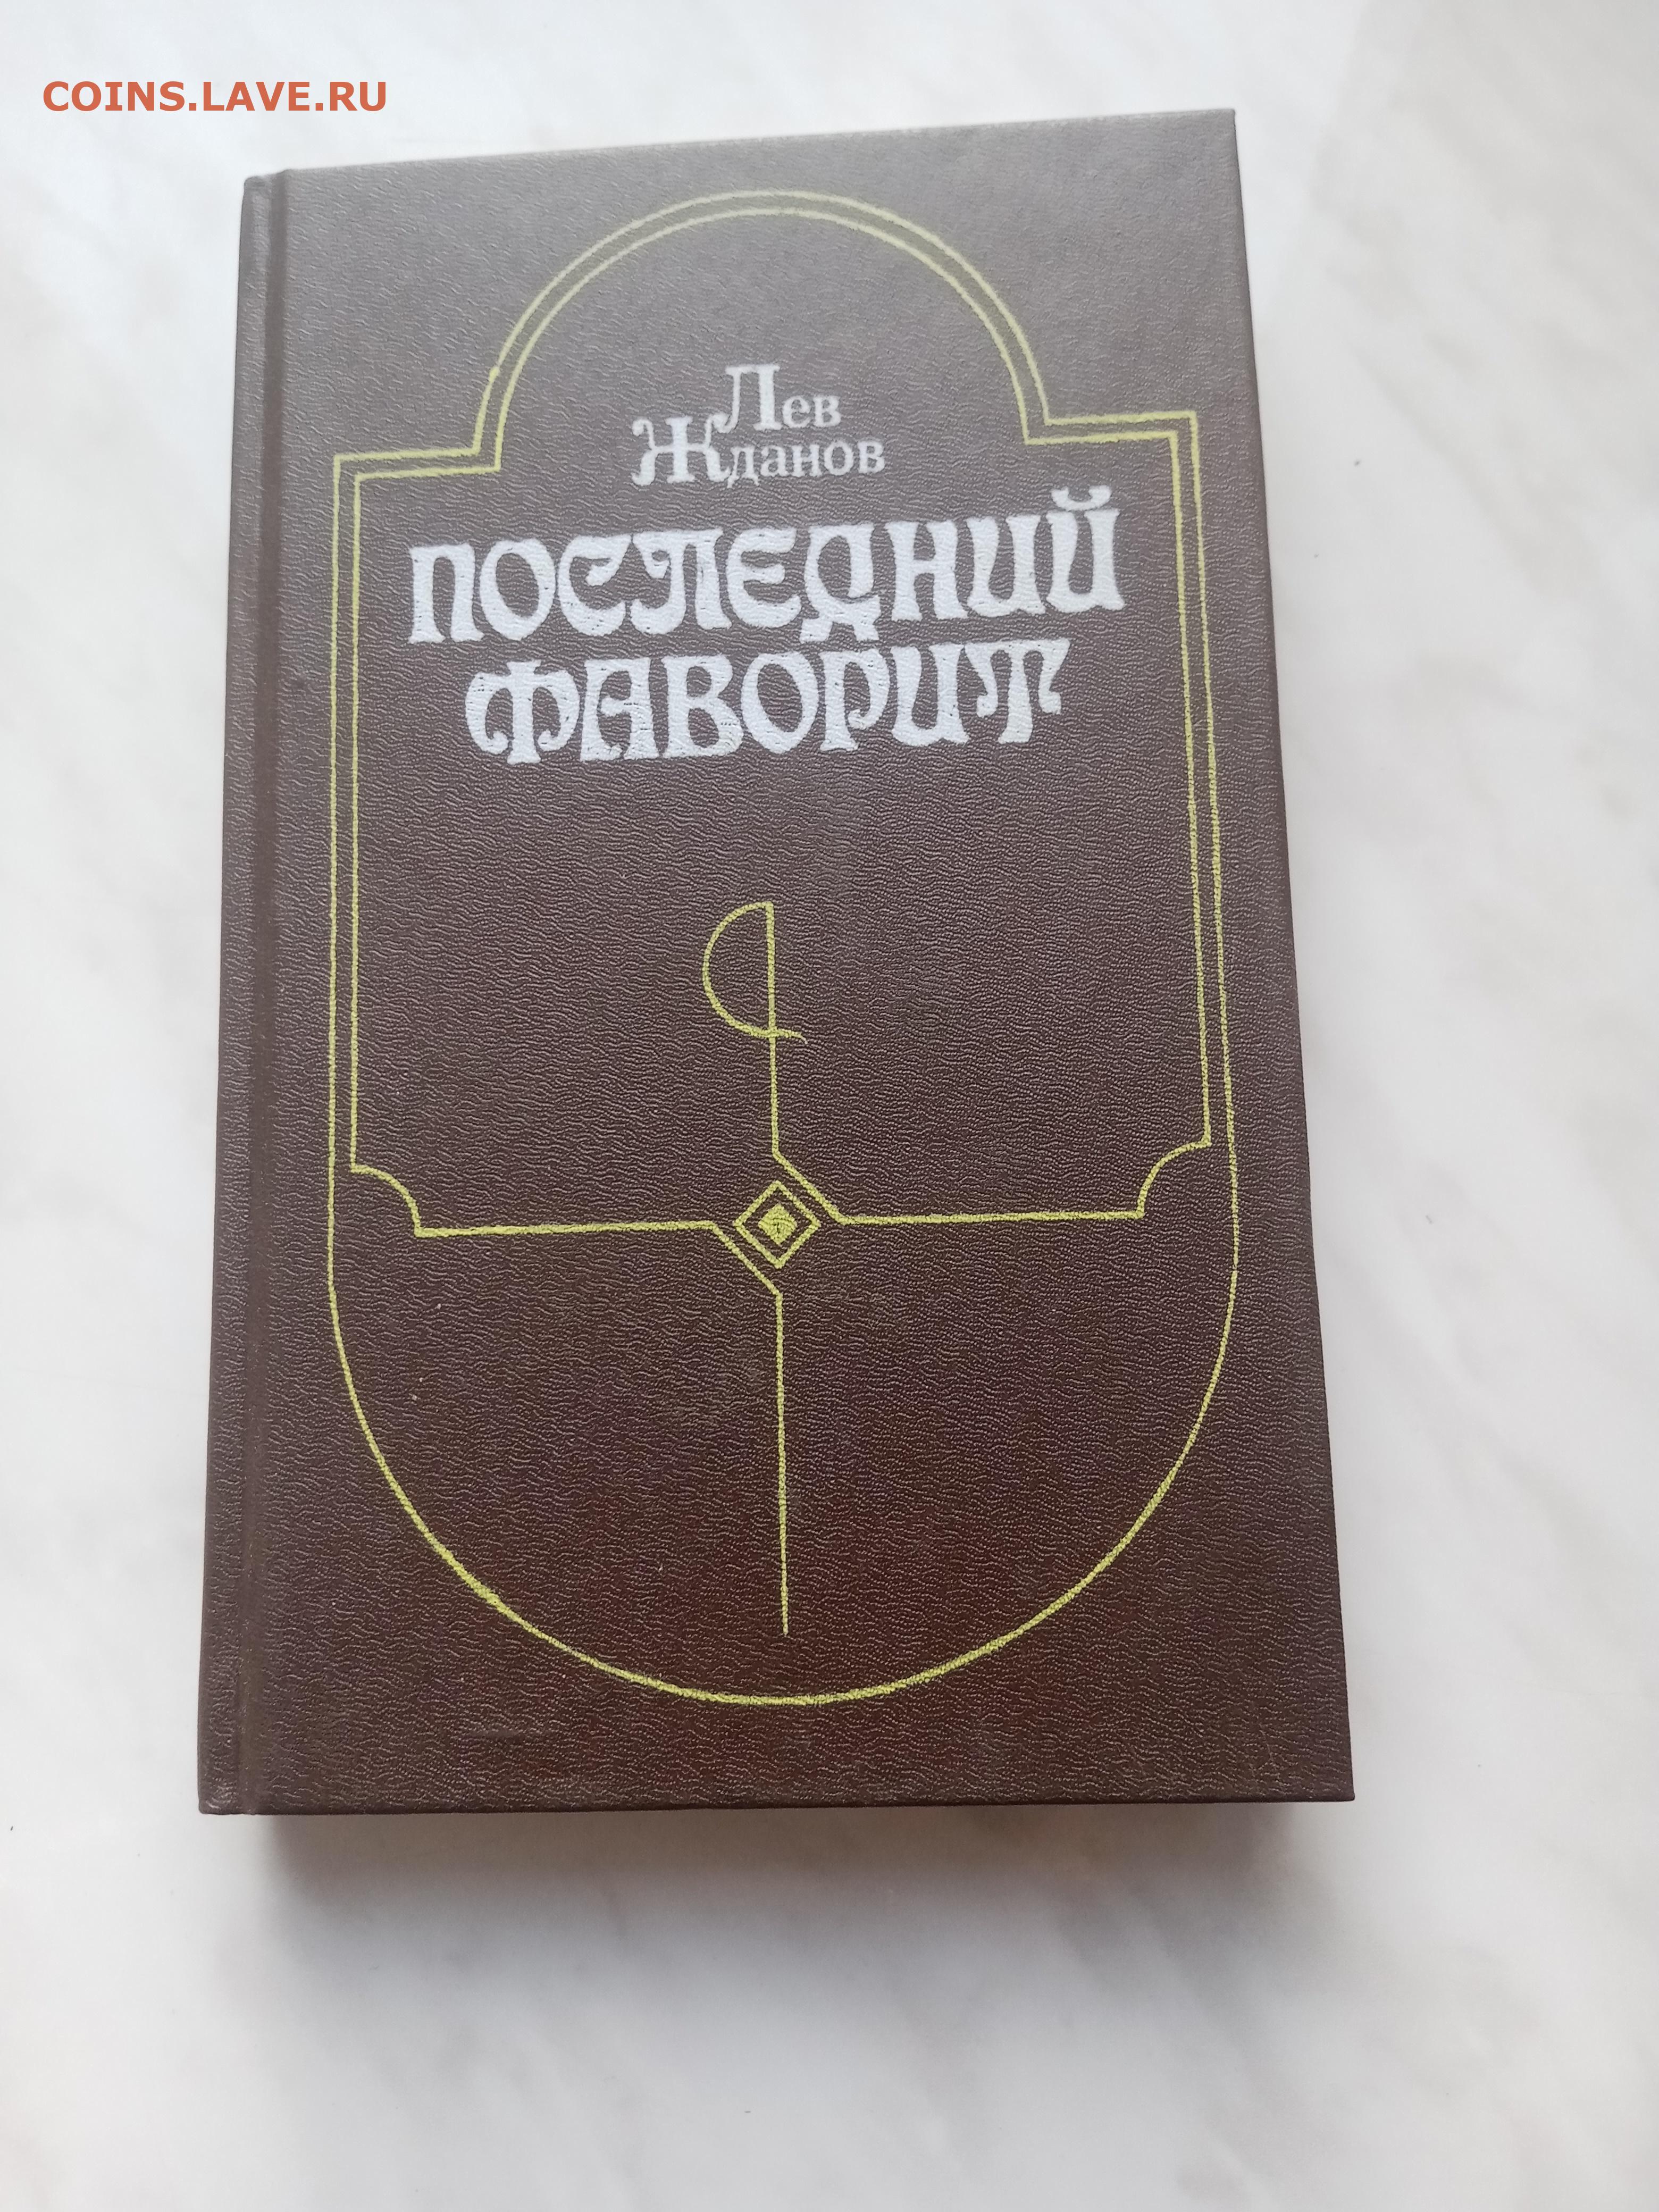 COINS.LAVE.RU
Лев
Жданов
ПОСЛЕДНИЙ
ФАВОРИТ